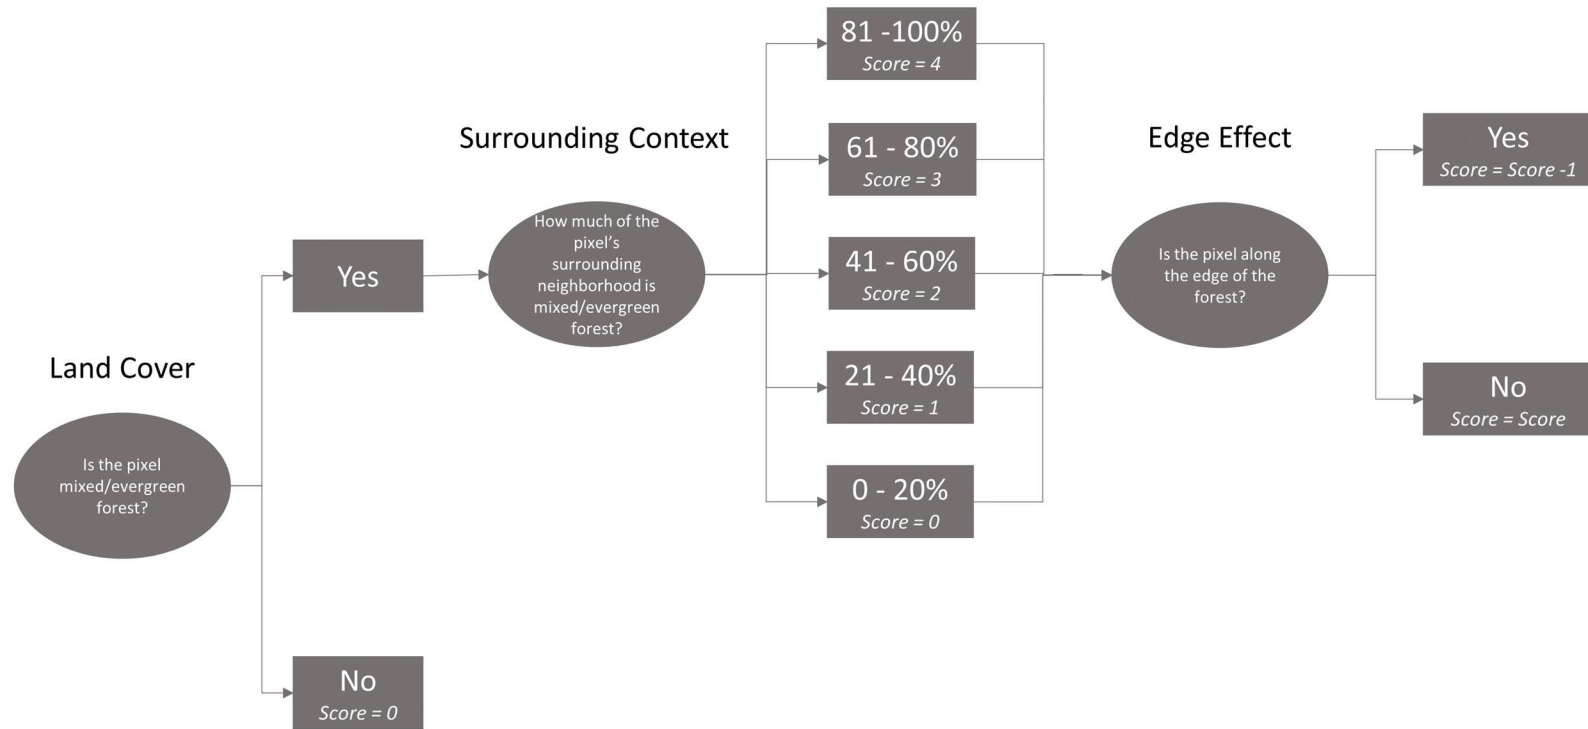 Land Cover
Is the pixel
mixed/evergreen
forest?
Yes
No
Score = 0
Surrounding Context
How much of the
pixel's
surrounding
neighborhood is
mixed/evergreen
forest?
81 -100%
Score = 4
61 - 80%
Score = 3
41 - 60%
Score = 2
21 - 40%
Score = 1
0 - 20%
Score = 0
Edge Effect
Is the pixel along
the edge of the
forest?
Yes
Score = Score -1
No
Score = Score